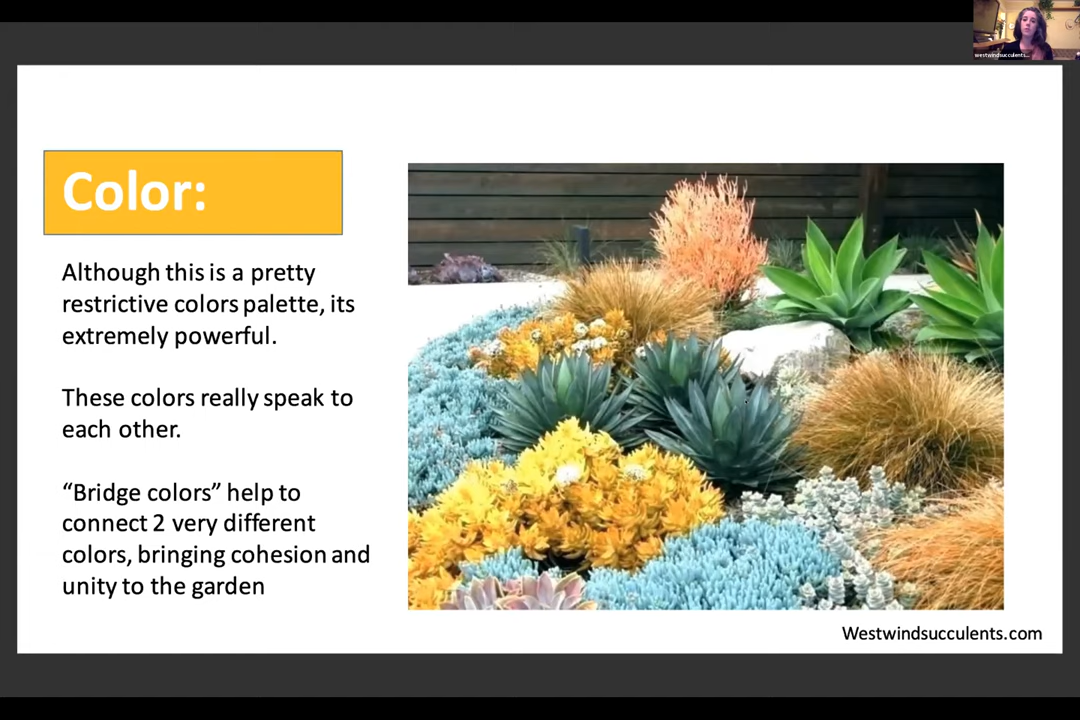 westwindsucculents...
Color:
Although this is a pretty
restrictive colors palette, its
extremely powerful.
These colors really speak to
each other.
“Bridge colors” help to
connect 2 very different
colors, bringing cohesion and
unity to the garden
Westwindsucculents.com